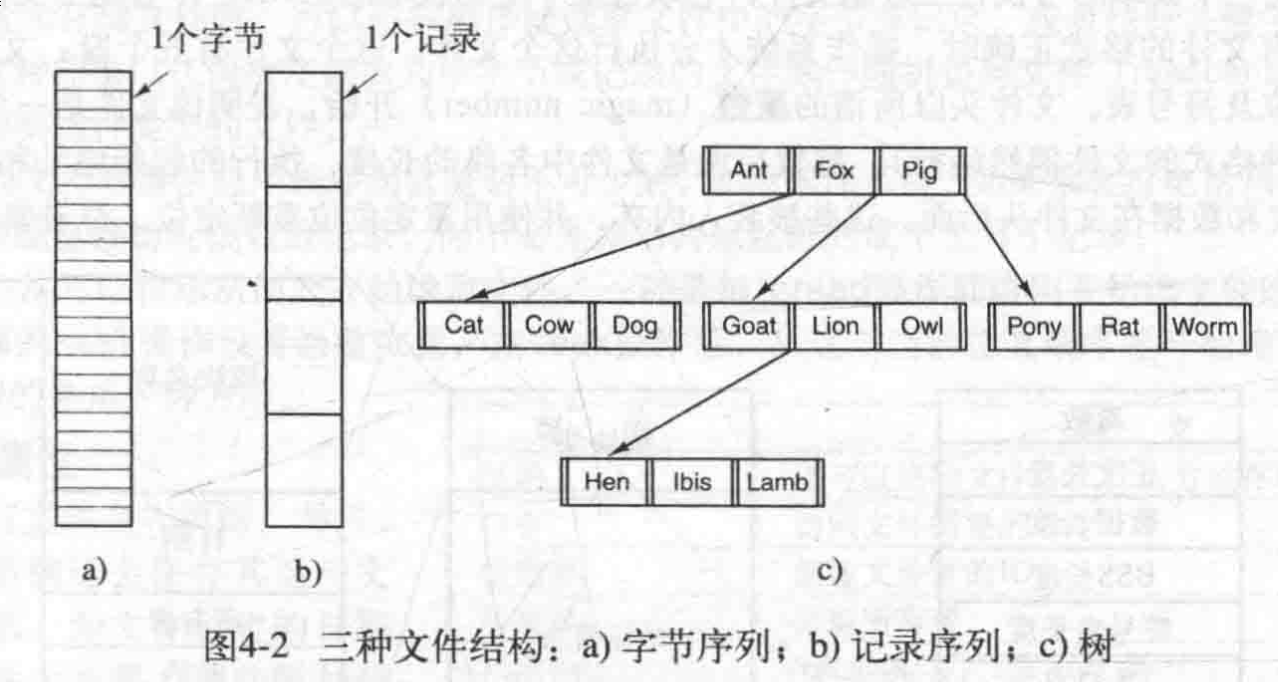 1个字节
1个记录
Ant Fox Pig
Cat Cow Dog Goat Lion Owl Pony Rat Worm
Hen Ibis Lamb
a) b) c)
图4-2 三种文件结构：a) 字节序列；b) 记录序列；c) 树